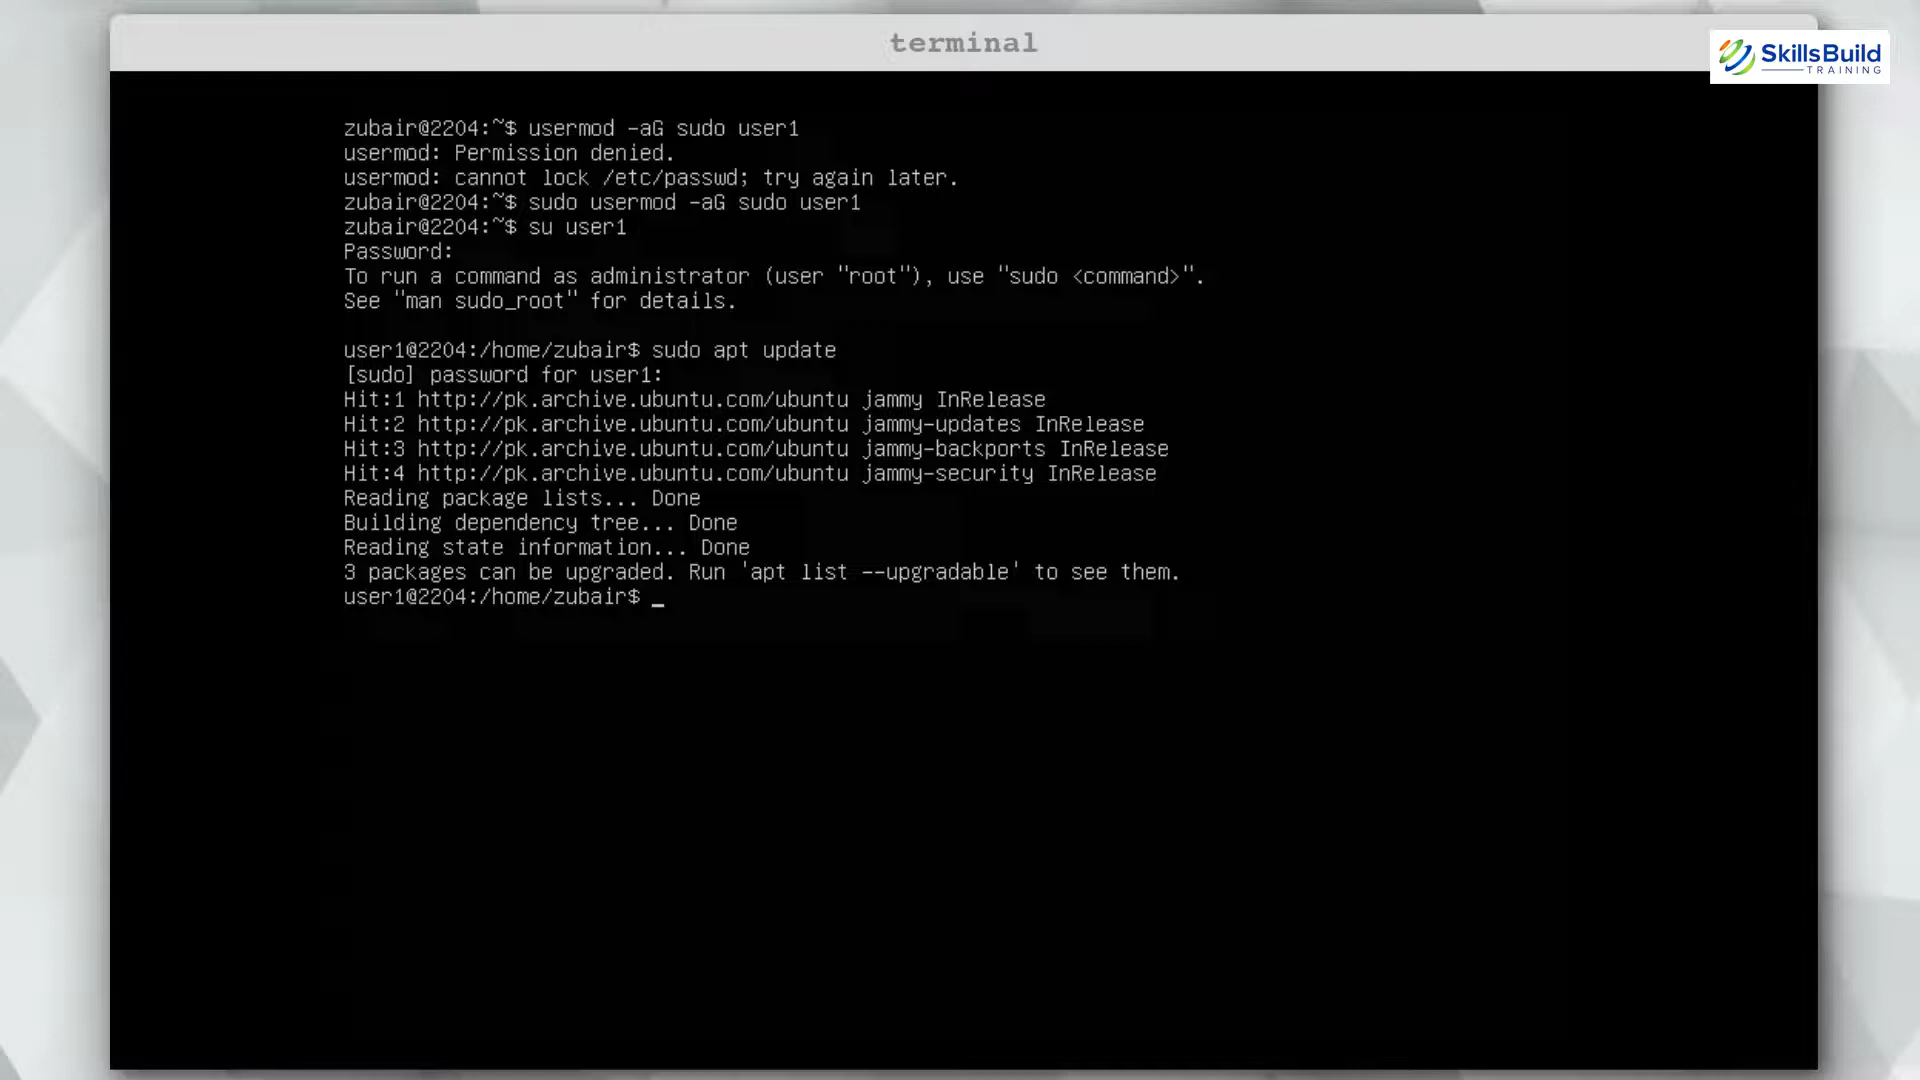 terminal
SkillsBuild
TRAINING
zubair@2204:~$ usermod -aG sudo user1
usermod: Permission denied.
usermod: cannot lock /etc/passwd; try again later.
zubair@2204:~$ sudo usermod -aG sudo user1
zubair@2204:~$ su user1
Password:
To run a command as administrator (user "root"), use "sudo <command>".
See "man sudo_root" for details.
user1@2204:/home/zubair$ sudo apt update
[sudo] password for user1:
Hit:1 http://pk.archive.ubuntu.com/ubuntu jammy InRelease
Hit:2 http://pk.archive.ubuntu.com/ubuntu jammy-updates InRelease
Hit:3 http://pk.archive.ubuntu.com/ubuntu jammy-backports InRelease
Hit:4 http://pk.archive.ubuntu.com/ubuntu jammy-security InRelease
Reading package lists... Done
Building dependency tree... Done
Reading state information... Done
3 packages can be upgraded. Run 'apt list --upgradable' to see them.
user1@2204:/home/zubair$ _